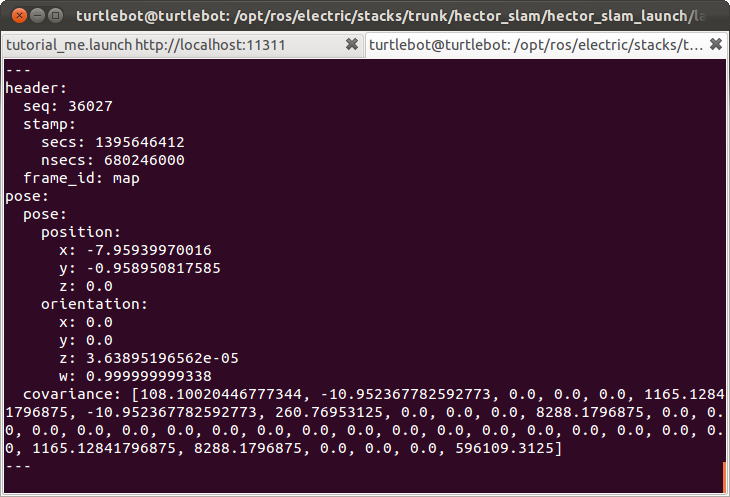 turtlebot@turtlebot: /opt/ros/electric/stacks/trunk/hector_slam/hector_slam_launch/la
tutorial_me.launch http://localhost:11311
turtlebot@turtlebot: /opt/ros/electric/stacks/t...
---
header:
  seq: 36027
  stamp:
    secs: 1395646412
    nsecs: 680246000
  frame_id: map
pose:
  pose:
    position:
      x: -7.95939970016
      y: -0.958950817585
      z: 0.0
    orientation:
      x: 0.0
      y: 0.0
      z: 3.63895196562e-05
      w: 0.999999999338
  covariance: [108.10020446777344, -10.952367782592773, 0.0, 0.0, 0.0, 1165.1284
1796875, -10.952367782592773, 260.76953125, 0.0, 0.0, 0.0, 8288.1796875, 0.0, 0.
0, 0.0, 0.0, 0.0, 0.0, 0.0, 0.0, 0.0, 0.0, 0.0, 0.0, 0.0, 0.0, 0.0, 0.0, 0.0, 0.
0, 1165.12841796875, 8288.1796875, 0.0, 0.0, 0.0, 596109.3125]
---